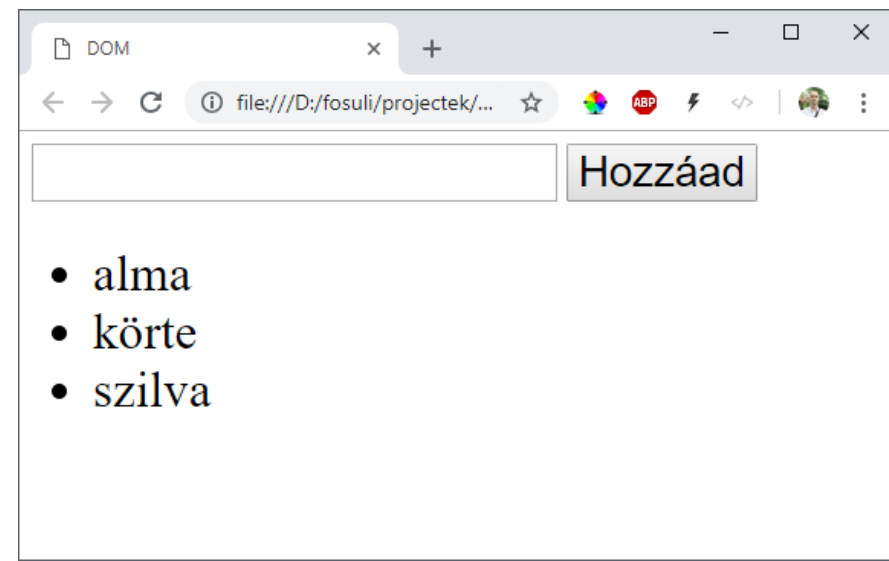 DOM
file:///D:/fosuli/projectek/...
ABP
Hozzáad
alma
körte
szilva